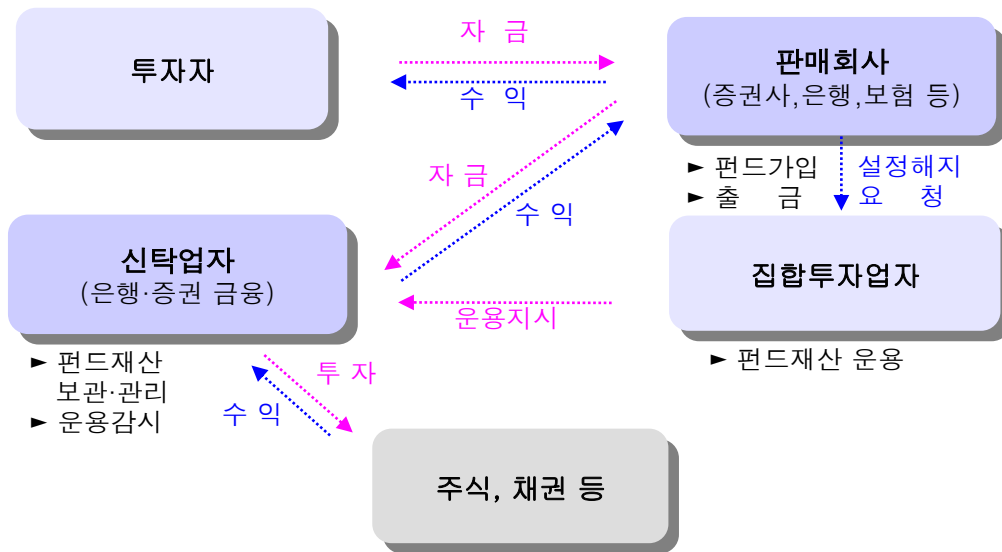 투자자
자 금
수 익
판매회사
(증권사,은행,보험 등)
► 펀드가입
► 출 금
설정해지
요 청
자 금
수 익
신탁업자
(은행·증권 금융)
집합투자업자
운용지시
► 펀드재산
보관·관리
► 운용감시
► 펀드재산 운용
투 자
수 익
주식, 채권 등